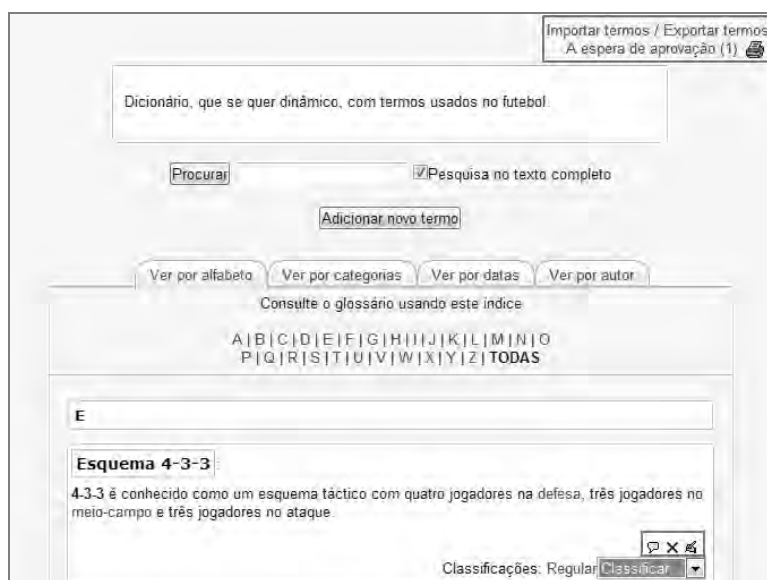 Importar termos / Exportar termos
A espera de aprovação (1)
Dicionário, que se quer dinâmico, com termos usados no futebol.
Procurar
Pesquisa no texto completo
Adicionar novo termo
Ver por alfabeto Ver por categorias Ver por datas Ver por autor
Consulte o glossário usando este índice
A | B | C | D | E | F | G | H | I | J | K | L | M | N | O
P | Q | R | S | T | U | V | W | X | Y | Z | TODAS
E
Esquema 4-3-3
4-3-3 é conhecido como um esquema táctico com quatro jogadores na defesa, três jogadores no
meio-campo e três jogadores no ataque.
Classificações: Regular Classificar...